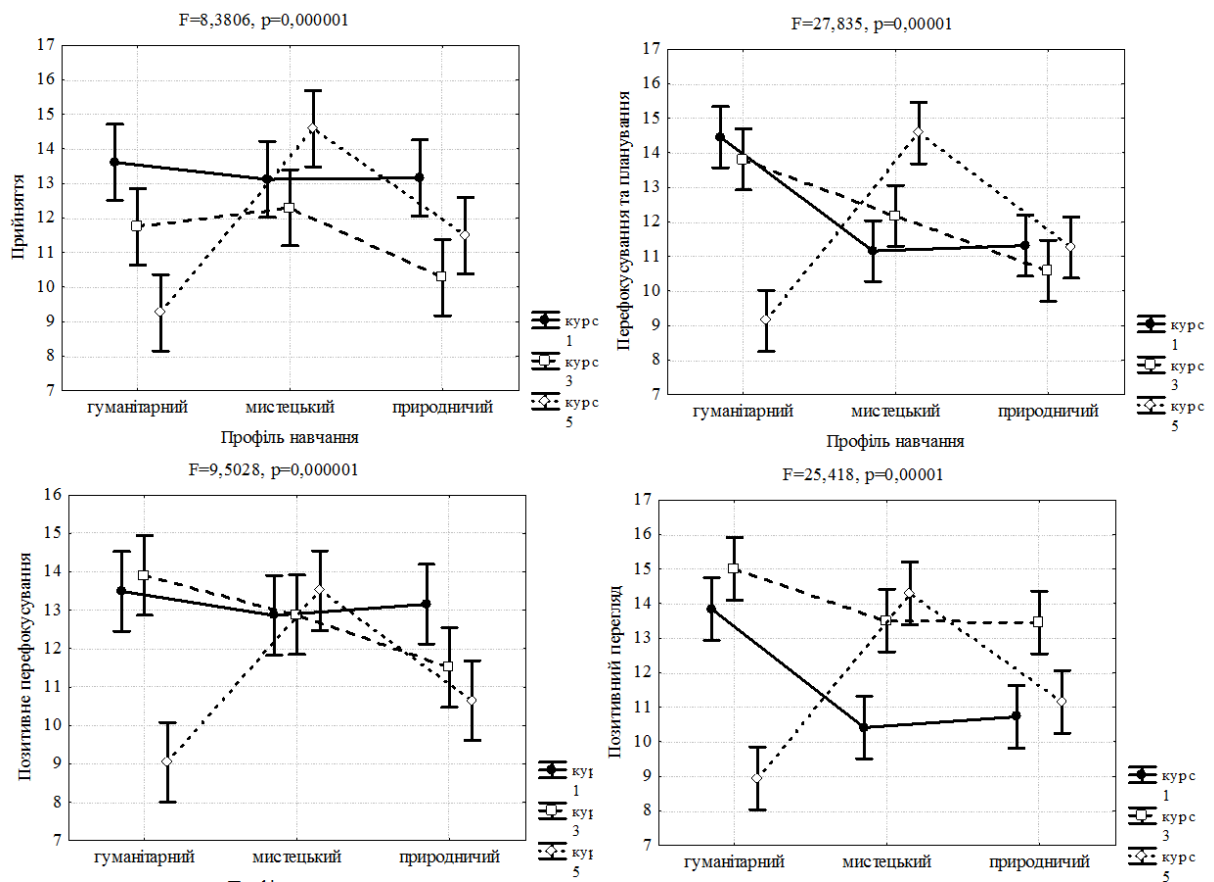 F=8,3806, p=0,000001
17
16
15
14
13
12
11
10
9
8
7
Прийняття
гуманітарний мистецький природничий
Профіль навчання
курс
1
курс
3
курс
5
F=27,835, p=0,00001
17
16
15
14
13
12
11
10
9
8
7
Перефокусування та планування
гуманітарний мистецький природничий
Профіль навчання
курс
1
курс
3
курс
5
F=9,5028, p=0,000001
16
15
14
13
12
11
10
9
8
7
Позитивне перефокусування
гуманітарний мистецький природничий
кур
1
кур
3
кур
5
F=25,418, p=0,00001
17
16
15
14
13
12
11
10
9
8
7
Позитивний перегляд
гуманітарний мистецький природничий
курс
1
курс
3
курс
5